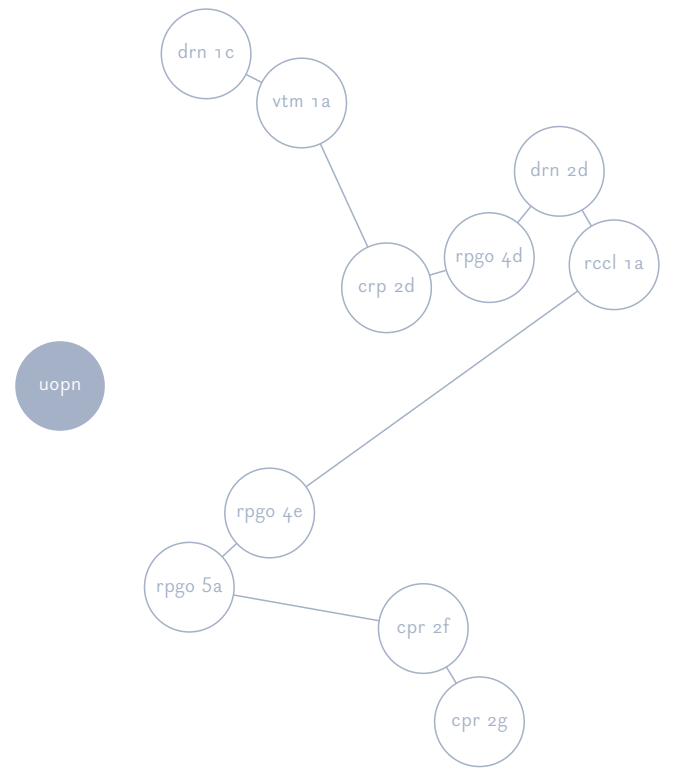 drn 1c
vtm 1a
drn 2d
rpgo 4d
rccl 1a
crp 2d
uopn
rpgo 4e
rpgo 5a
cpr 2f
cpr 2g